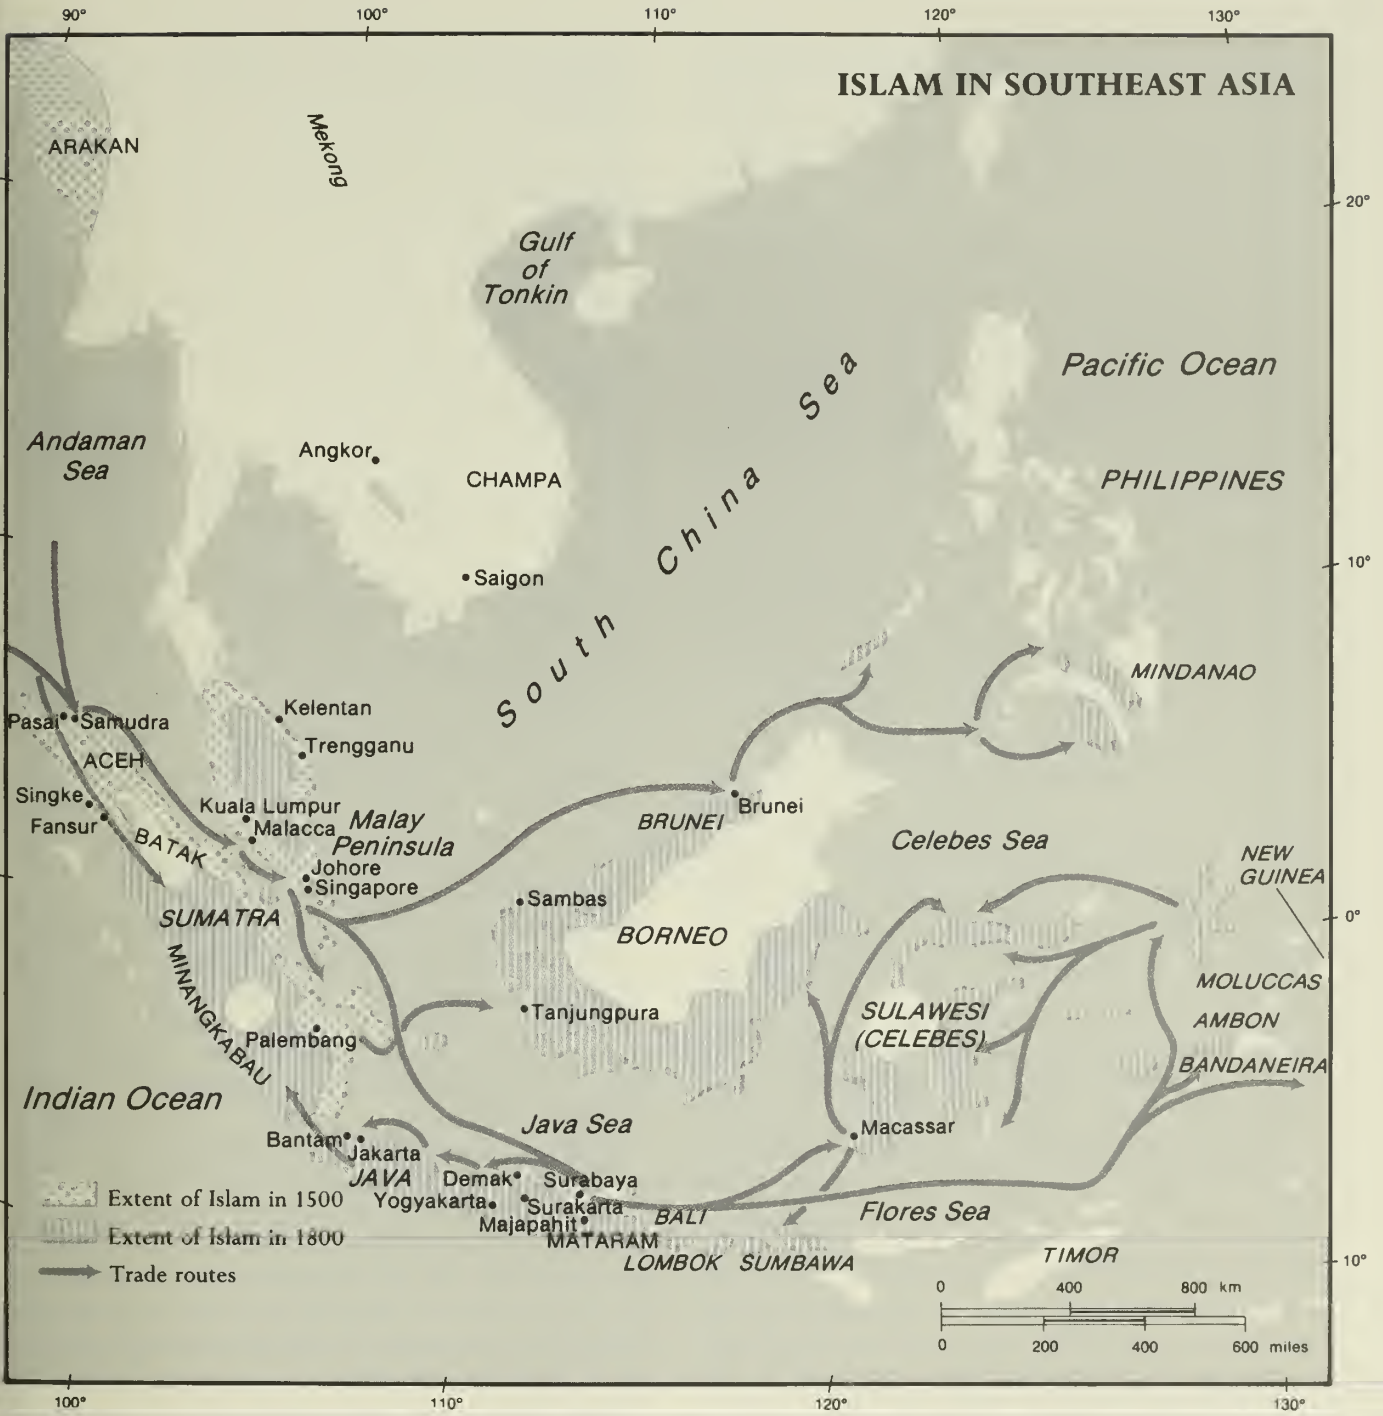 90°
100°
110°
120°
130°
ISLAM IN SOUTHEAST ASIA
ARAKAN
Mekong
20°
Gulf
of
Tonkin
Pacific Ocean
South China Sea
Andaman
Sea
Angkor
CHAMPA
PHILIPPINES
10°
Saigon
MINDANAO
Kelentan
Pasai
Samudra
Trengganu
ACEH
Singke
Kuala Lumpur
Brunei
Fansur
Malacca
Malay
Peninsula
BRUNEI
BATAK
Celebes Sea
NEW
GUINEA
Johore
Singapore
Sambas
SUMATRA
0°
BORNEO
MINANGKABAU
MOLUCCAS
Tanjungpura
SULAWESI
(CELEBES)
AMBON
Palembang
BANDANEIRA
Indian Ocean
Java Sea
Macassar
Bantam
Jakarta
JAVA
Demak
Surabaya
Extent of Islam in 1500
Yogyakarta
Surakarta
BALI
Flores Sea
Majapahit
Extent of Islam in 1800
MATARAM
LOMBOK
SUMBAWA
TIMOR
10°
Trade routes
0 400 800 km
0 200 400 600 miles
100°
110°
120°
130°